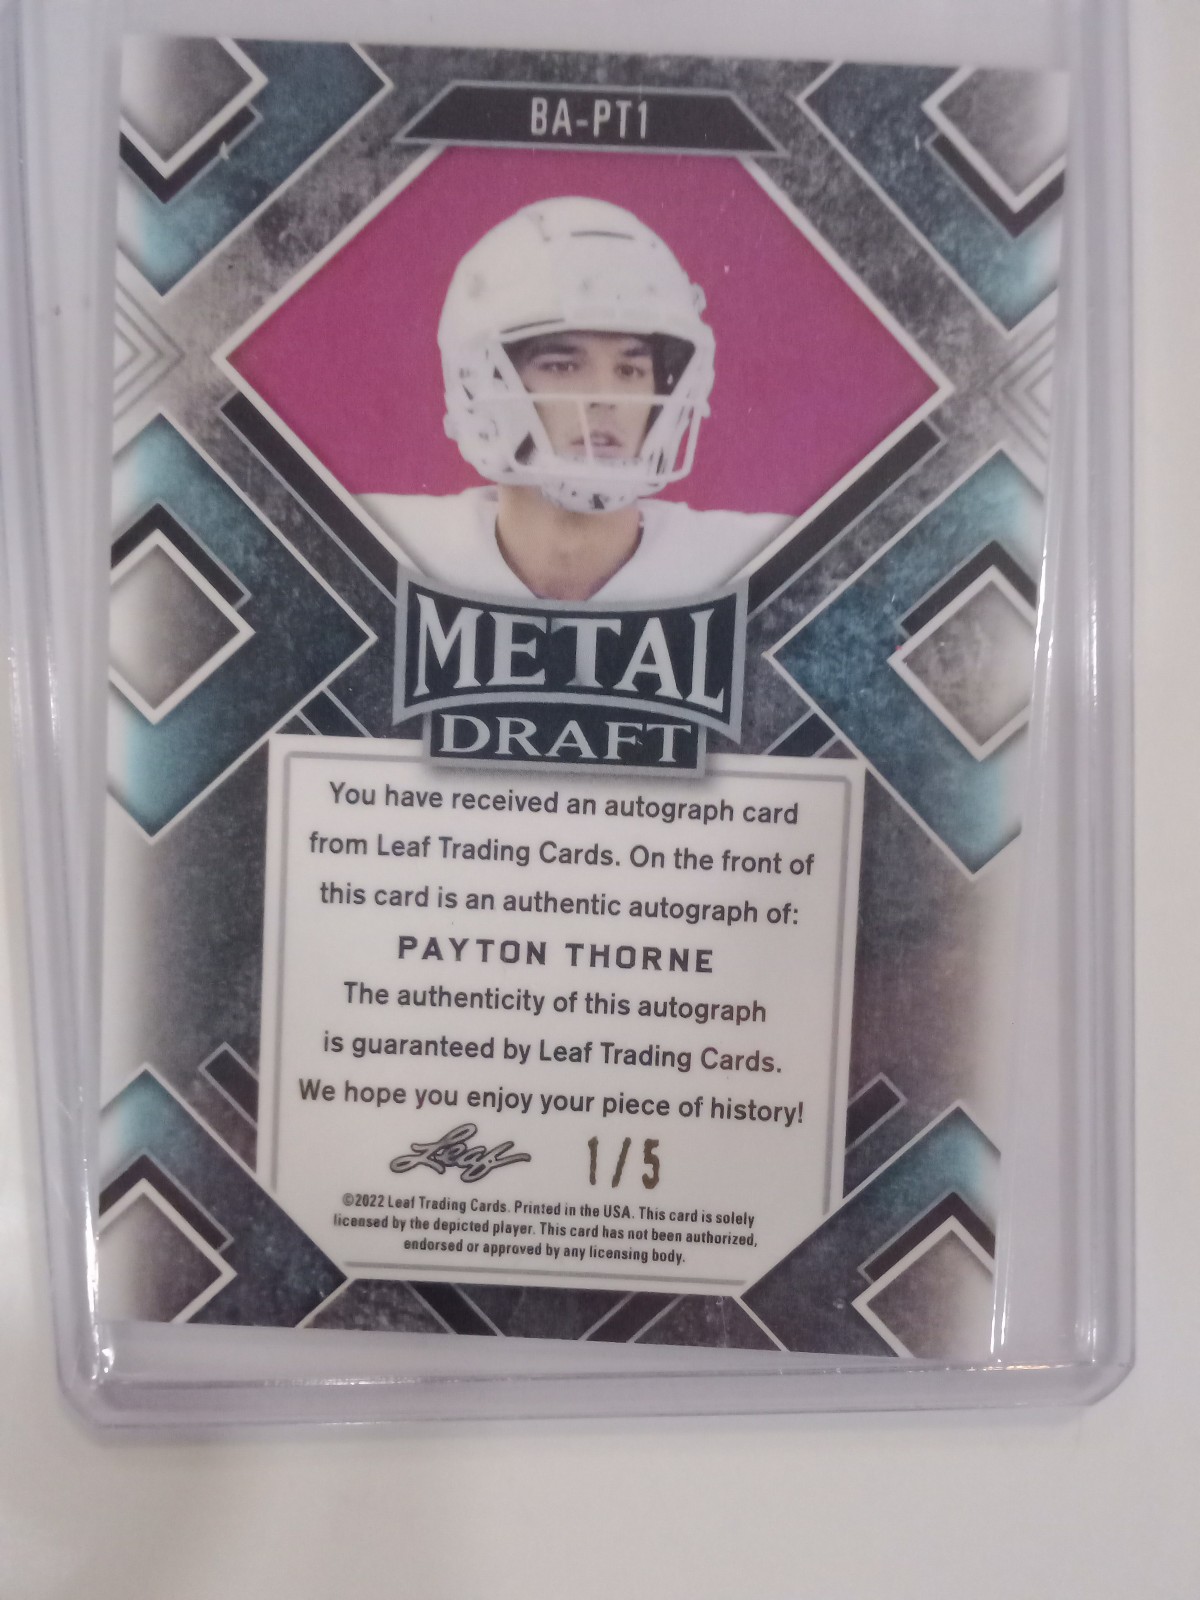 BA-PT1
METAL
DRAFT
You have received an autograph card
from Leaf Trading Cards. On the front of
this card is an authentic autograph of:
PAYTON THORNE
The authenticity of this autograph
is guaranteed by Leaf Trading Cards.
We hope you enjoy your piece of history!
Leaf 1/5
©2022 Leaf Trading Cards. Printed in the USA. This card is solely
licensed by the depicted player. This card has not been authorized,
endorsed or approved by any licensing body.